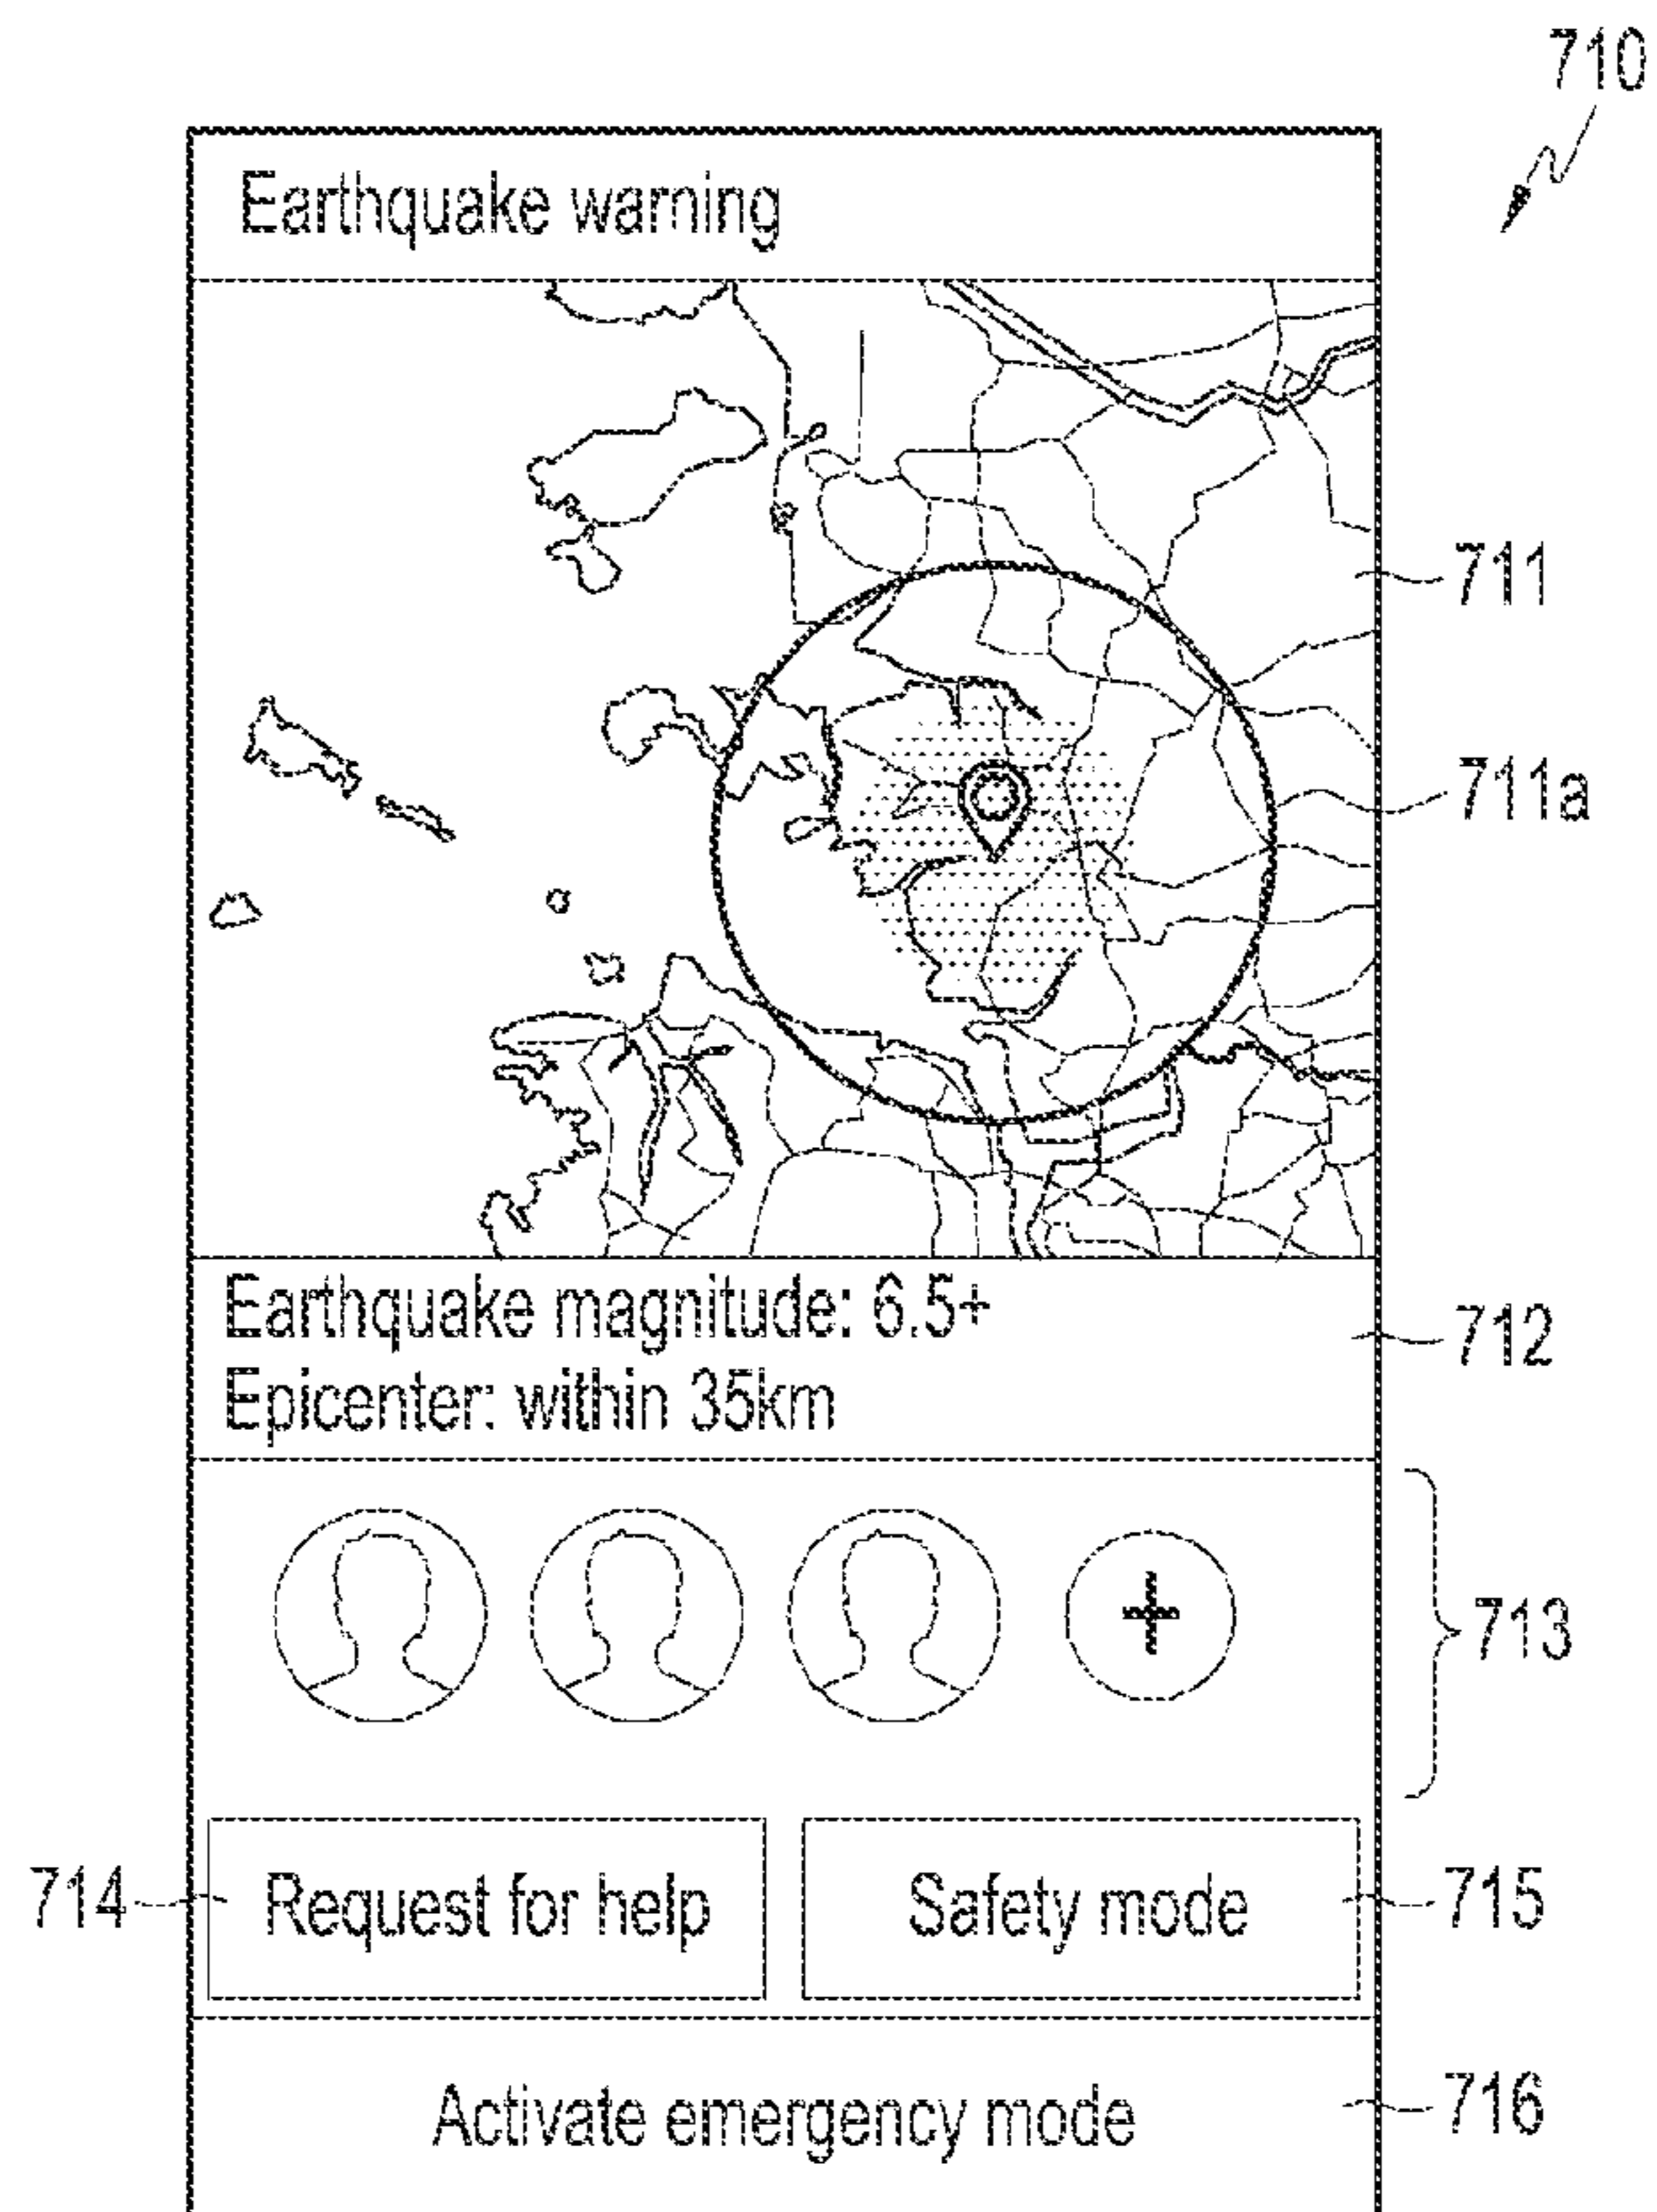 710
Earthquake warning
711
711a
Earthquake magnitude: 6.5+
712
Epicenter: within 35km
713
714 Request for help Safety mode 715
Activate emergency mode 716